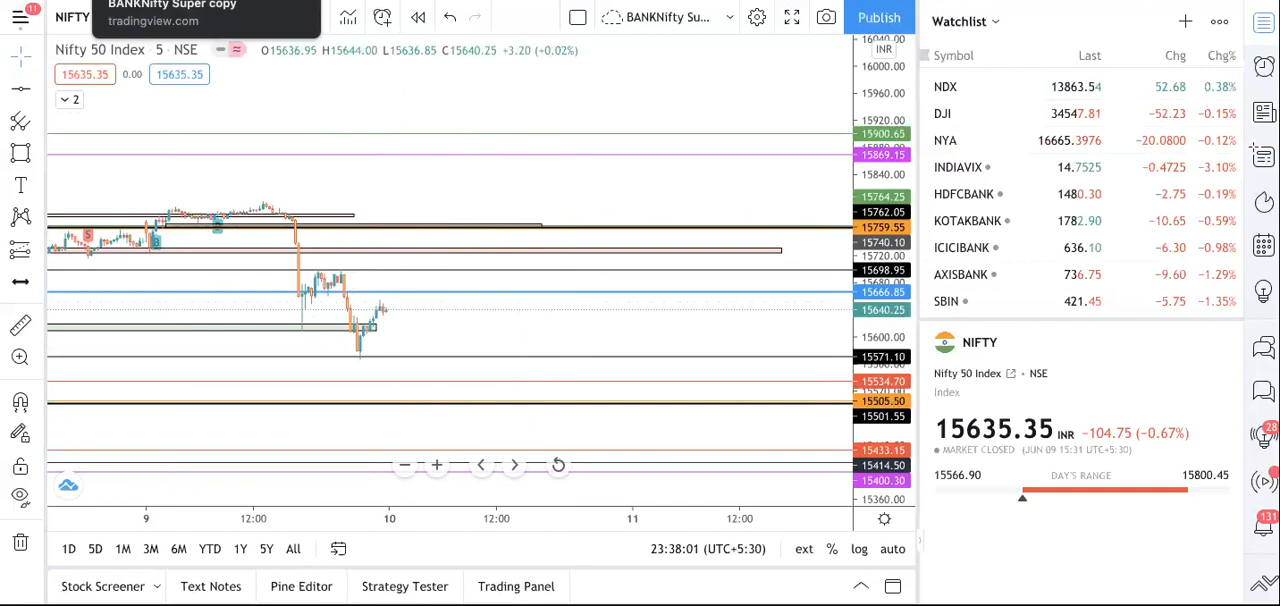 11
NIFTY
BANKNifty Super copy
tradingview.com
BANKNifty Su...
Publish
Nifty 50 Index · 5 · NSE
O15636.95 H15644.00 L15636.85 C15640.25 +3.20 (+0.02%)
15635.35 0.00 15635.35
2
S
16040.00
INR
16000.00
15960.00
15920.00
15900.65
15869.15
15840.00
15764.25
15762.05
15759.55
15740.10
15720.00
15698.95
15666.85
15640.25
15600.00
15571.10
15534.70
15505.50
15501.55
15433.15
15414.50
15400.30
15360.00
9 12:00 10 12:00 11 12:00
1D 5D 1M 3M 6M YTD 1Y 5Y All
23:38:01 (UTC+5:30) ext % log auto
Stock Screener Text Notes Pine Editor Strategy Tester Trading Panel
Watchlist
Symbol Last Chg Chg%
NDX 13863.54 52.68 0.38%
DJI 34547.81 −52.23 −0.15%
NYA 16665.3976 −20.0800 −0.12%
INDIAVIX 14.7525 −0.4725 −3.10%
HDFCBANK 1480.30 −2.75 −0.19%
KOTAKBANK 1782.90 −10.65 −0.59%
ICICIBANK 636.10 −6.30 −0.98%
AXISBANK 736.75 −9.60 −1.29%
SBIN 421.45 −5.75 −1.35%
NIFTY
Nifty 50 Index • NSE
Index
15635.35 INR −104.75 (−0.67%)
MARKET CLOSED (JUN 09 15:31 UTC+5:30)
15566.90 DAY'S RANGE 15800.45
28
131